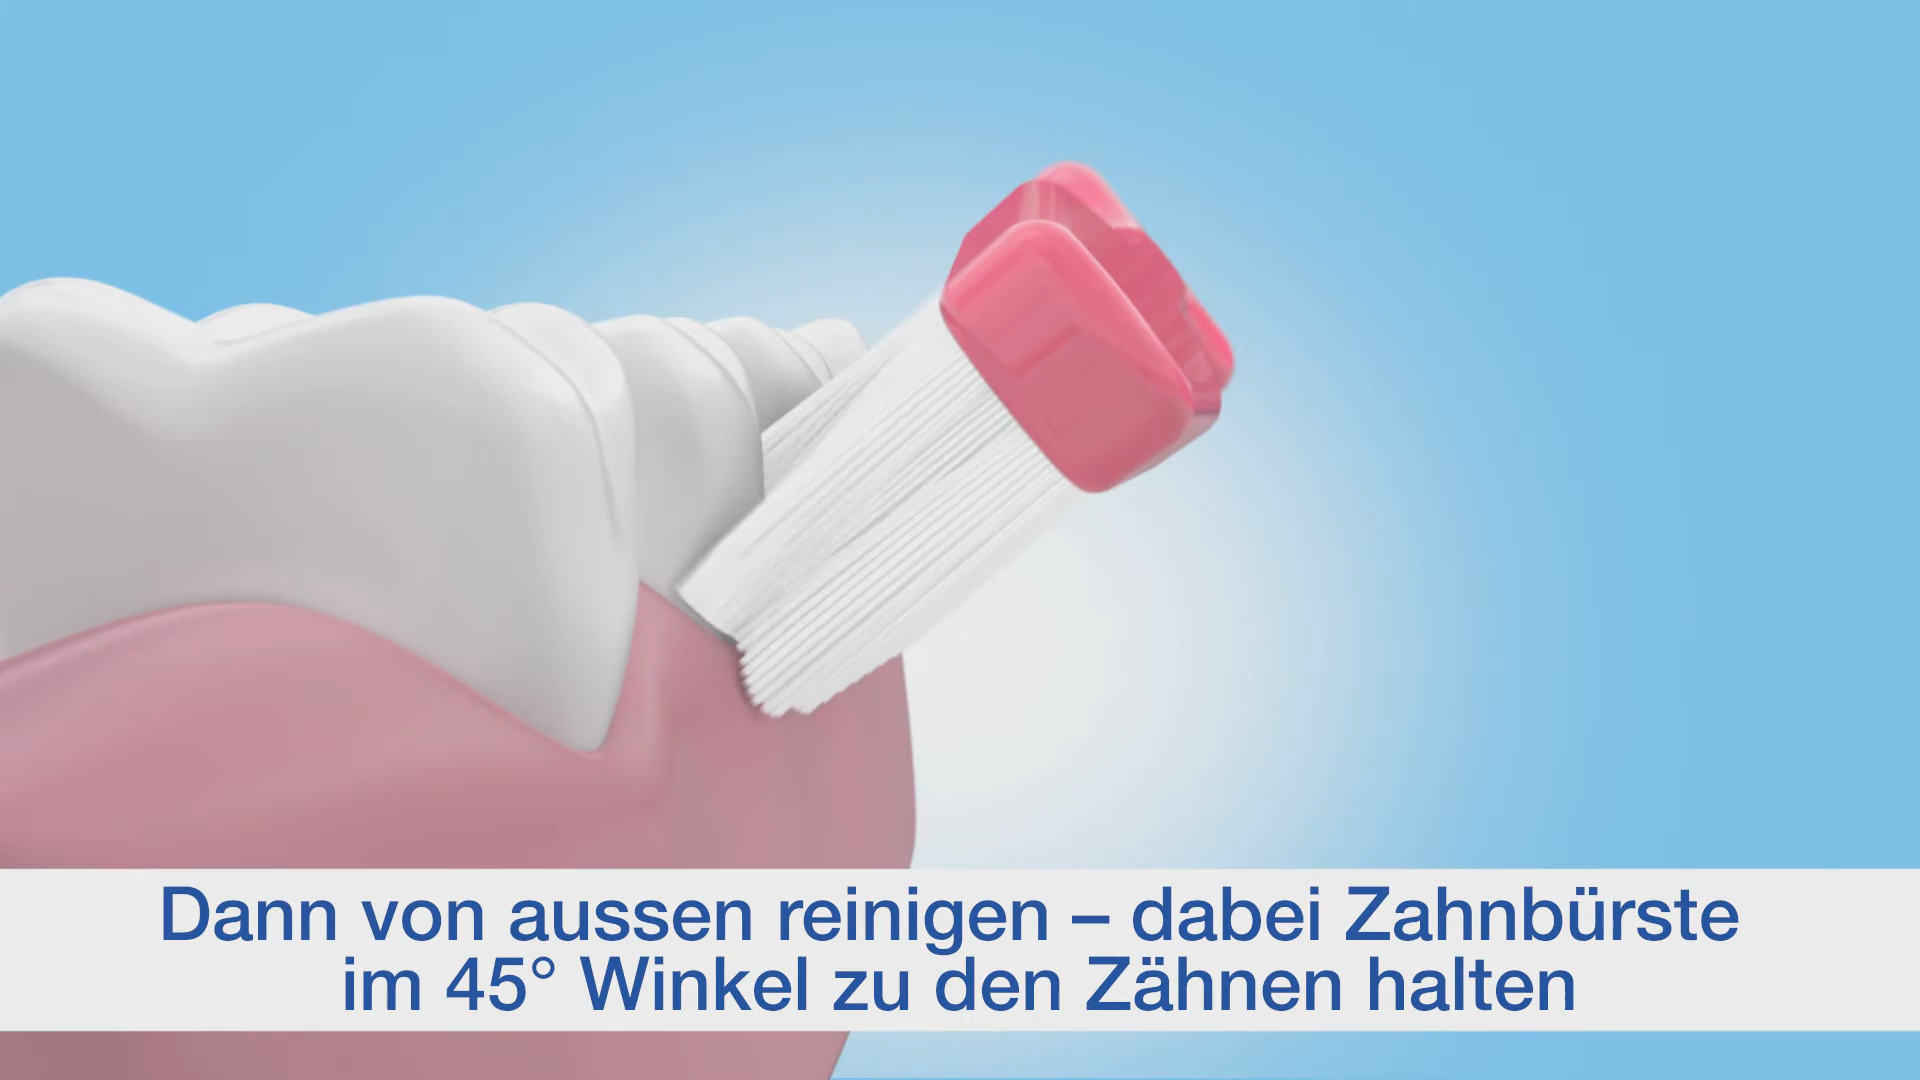 Dann von aussen reinigen – dabei Zahnbürste
im 45° Winkel zu den Zähnen halten